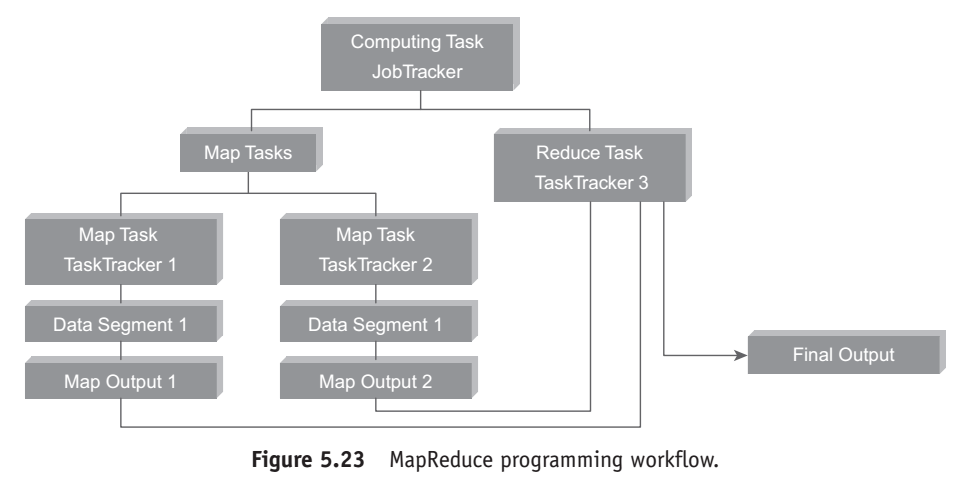 Computing Task
JobTracker
Map Tasks
Reduce Task
TaskTracker 3
Map Task
TaskTracker 1
Map Task
TaskTracker 2
Data Segment 1
Data Segment 1
Map Output 1
Map Output 2
Final Output
Figure 5.23 MapReduce programming workflow.